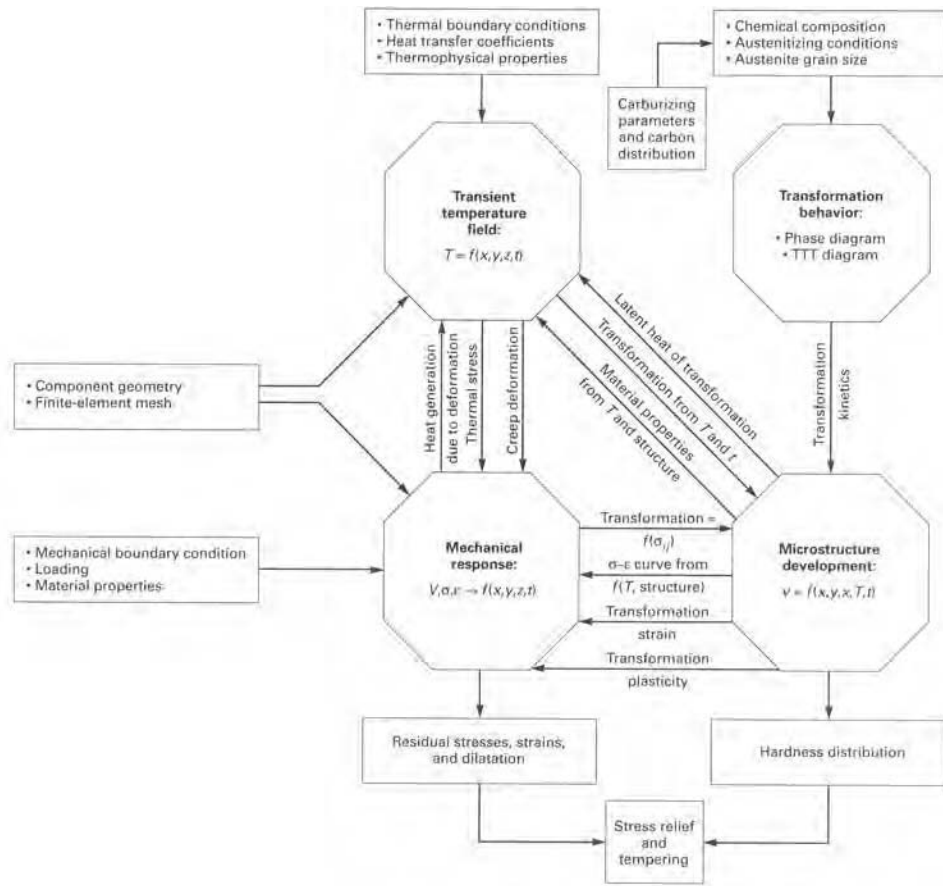 • Thermal boundary conditions
• Heat transfer coefficients
• Thermophysical properties
• Chemical composition
• Austenitizing conditions
• Austenite grain size
Carburizing
parameters
and carbon
distribution
Transient
temperature
field:
T = f(x,y,z,t)
Transformation
behavior:
• Phase diagram
• TTT diagram
• Component geometry
• Finite-element mesh
Heat generation
due to deformation
Thermal stress
Creep deformation
Latent heat of transformation
Transformation from T and t
Material properties
from T and structure
Transformation
kinetics
• Mechanical boundary condition
• Loading
• Material properties
Mechanical
response:
V,σ,ε → f(x,y,z,t)
Transformation =
f(σij)
σ–ε curve from
f(T, structure)
Transformation
strain
Transformation
plasticity
Microstructure
development:
v = f(x,y,x,T,t)
Residual stresses, strains,
and dilatation
Hardness distribution
Stress relief
and
tempering